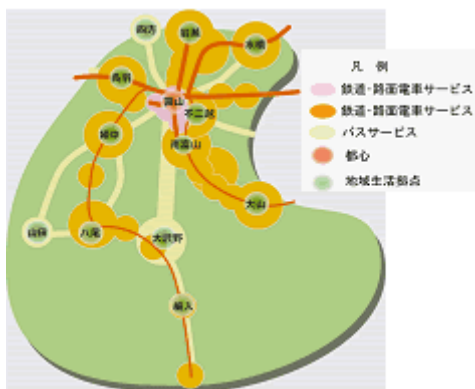 四方
岩瀬
水橋
呉羽
富山
不二越
婦中
南富山
山田
八尾
大沢野
大山
細入
凡 例
鉄道・路面電車サービス
鉄道・路面電車サービス
バスサービス
都心
地域生活拠点